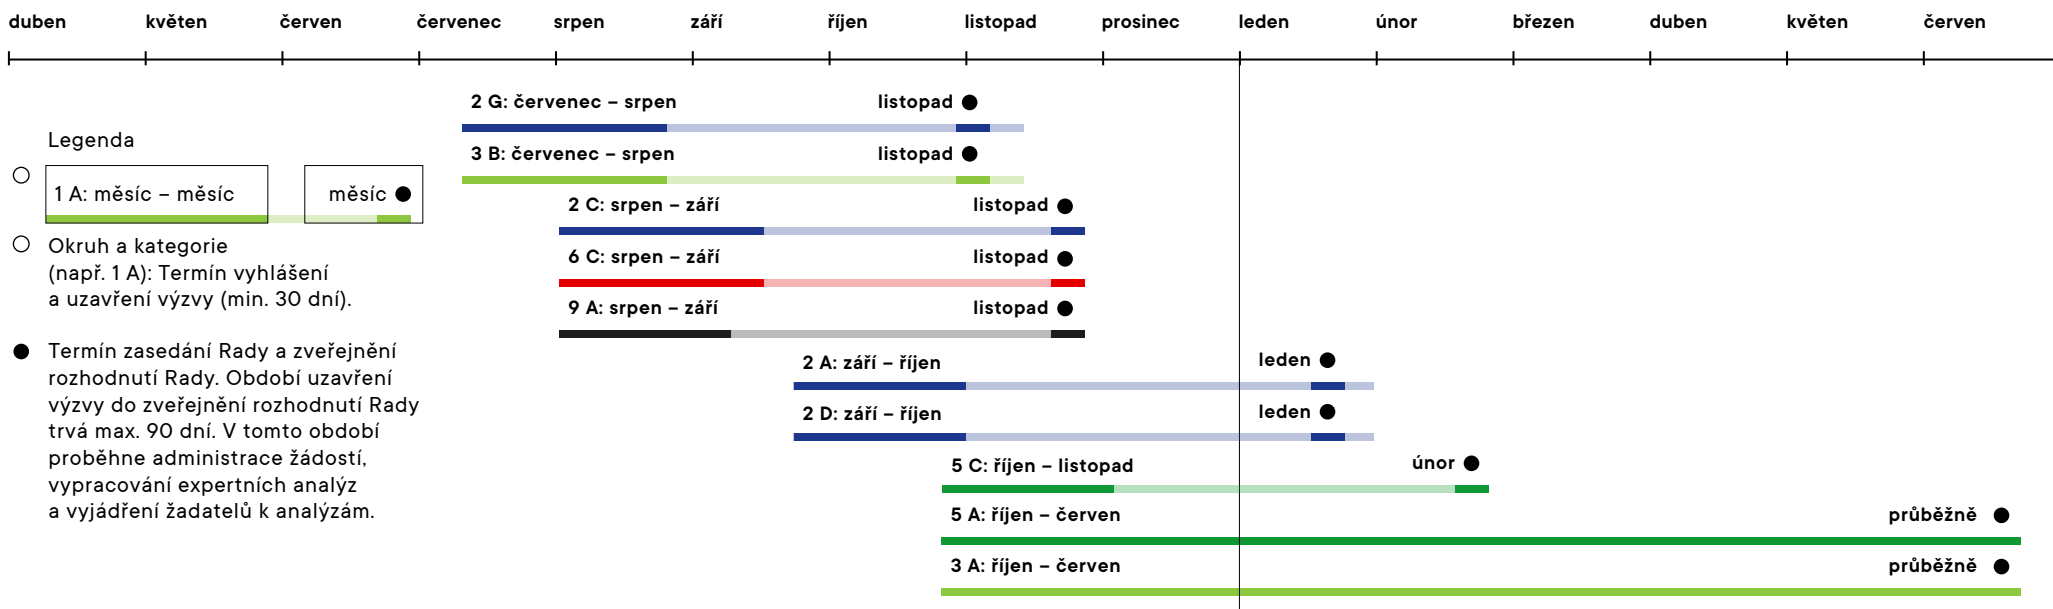 duben květen červen červenec srpen září říjen listopad prosinec leden únor březen duben květen červen
Legenda
1 A: měsíc – měsíc měsíc
Okruh a kategorie
(např. 1 A): Termín vyhlášení
a uzavření výzvy (min. 30 dní).
Termín zasedání Rady a zveřejnění
rozhodnutí Rady. Období uzavření
výzvy do zveřejnění rozhodnutí Rady
trvá max. 90 dní. V tomto období
proběhne administrace žádostí,
vypracování expertních analýz
a vyjádření žadatelů k analýzám.
2 G: červenec – srpen listopad
3 B: červenec – srpen listopad
2 C: srpen – září listopad
6 C: srpen – září listopad
9 A: srpen – září listopad
2 A: září – říjen leden
2 D: září – říjen leden
5 C: říjen – listopad únor
5 A: říjen – červen průběžně
3 A: říjen – červen průběžně